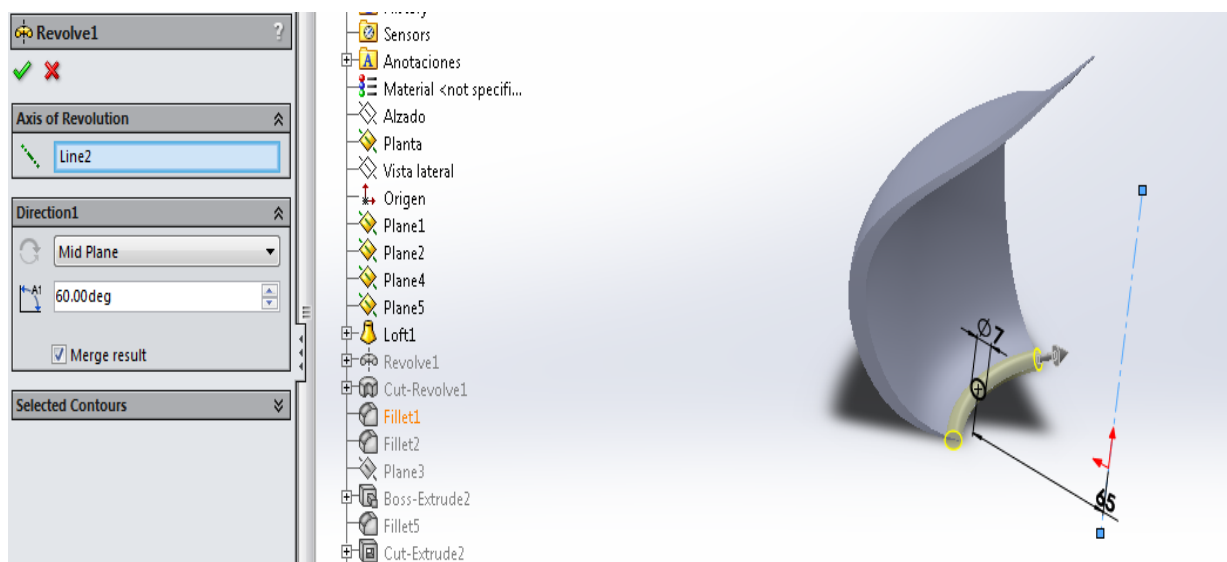 Revolve1
?
Axis of Revolution
Line2
Direction1
Mid Plane
A1
60.00deg
Merge result
Selected Contours
History
Sensors
A Anotaciones
Material <not specifi...
Alzado
Planta
Vista lateral
Origen
Plane1
Plane2
Plane4
Plane5
Loft1
Revolve1
Cut-Revolve1
Fillet1
Fillet2
Plane3
Boss-Extrude2
Fillet5
Cut-Extrude2
Ø7
65